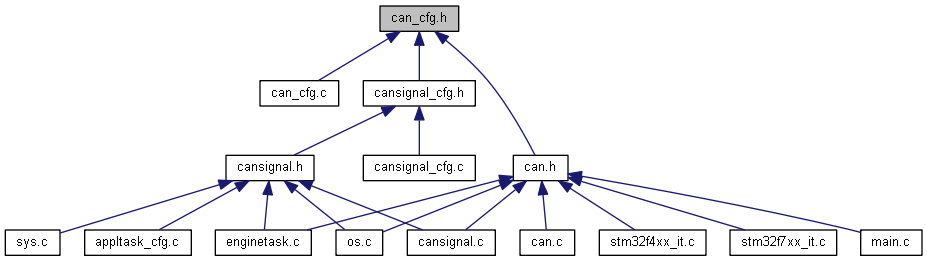 can_cfg.h
can_cfg.c
cansignal_cfg.h
cansignal.h
cansignal_cfg.c
can.h
sys.c
appltask_cfg.c
enginetask.c
os.c
cansignal.c
can.c
stm32f4xx_it.c
stm32f7xx_it.c
main.c